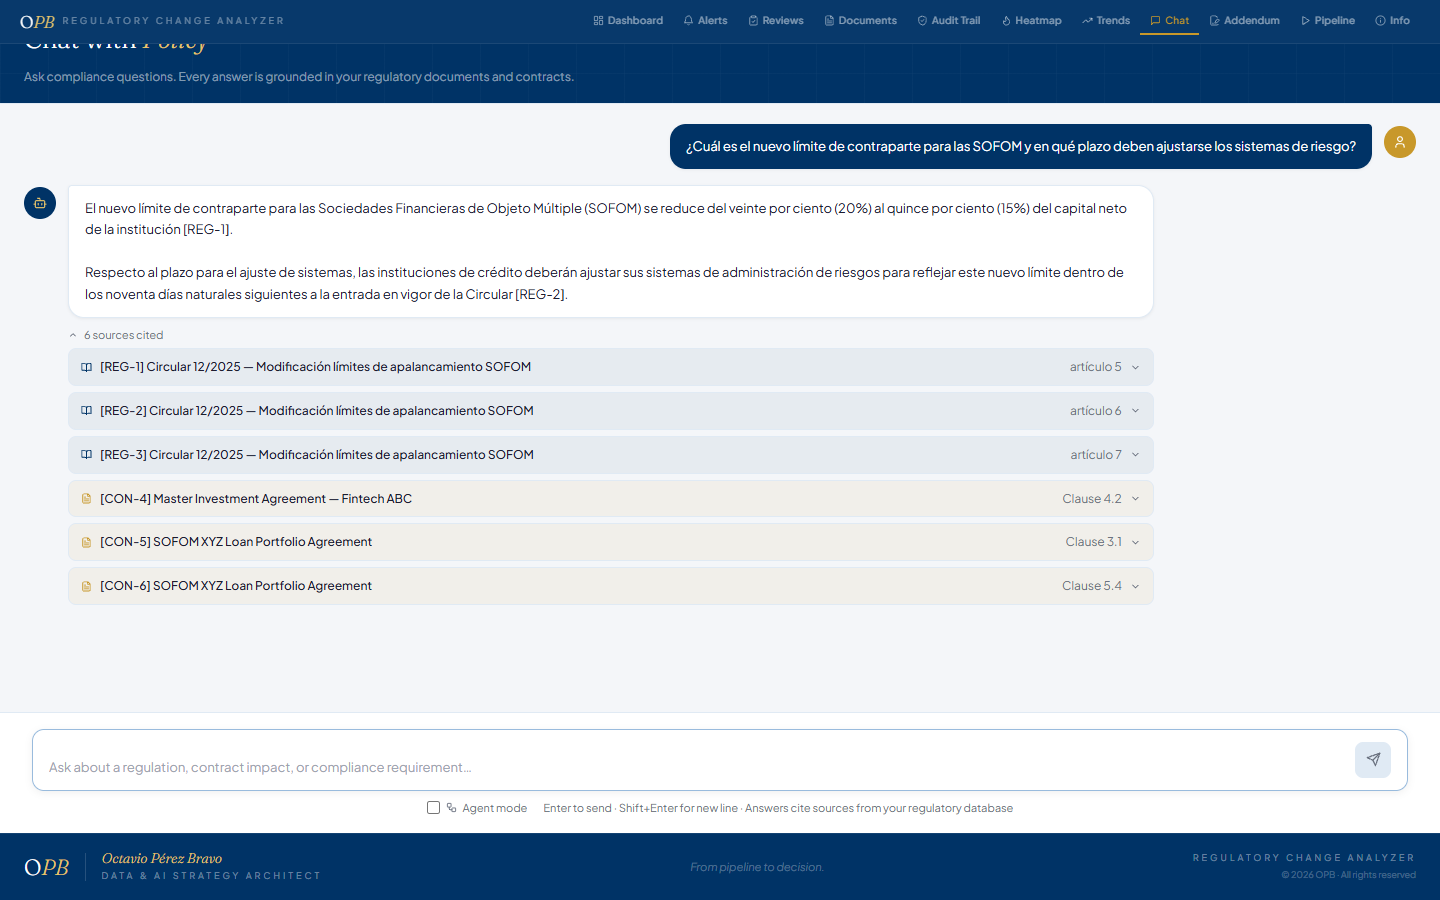 OPB REGULATORY CHANGE ANALYZER
Dashboard Alerts Reviews Documents Audit Trail Heatmap Trends Chat Addendum Pipeline Info
Chat with Policy
Ask compliance questions. Every answer is grounded in your regulatory documents and contracts.
¿Cuál es el nuevo límite de contraparte para las SOFOM y en qué plazo deben ajustarse los sistemas de riesgo?
El nuevo límite de contraparte para las Sociedades Financieras de Objeto Múltiple (SOFOM) se reduce del veinte por ciento (20%) al quince por ciento (15%) del capital neto
de la institución [REG-1].
Respecto al plazo para el ajuste de sistemas, las instituciones de crédito deberán ajustar sus sistemas de administración de riesgos para reflejar este nuevo límite dentro de
los noventa días naturales siguientes a la entrada en vigor de la Circular [REG-2].
6 sources cited
[REG-1] Circular 12/2025 — Modificación límites de apalancamiento SOFOM artículo 5
[REG-2] Circular 12/2025 — Modificación límites de apalancamiento SOFOM artículo 6
[REG-3] Circular 12/2025 — Modificación límites de apalancamiento SOFOM artículo 7
[CON-4] Master Investment Agreement — Fintech ABC Clause 4.2
[CON-5] SOFOM XYZ Loan Portfolio Agreement Clause 3.1
[CON-6] SOFOM XYZ Loan Portfolio Agreement Clause 5.4
Ask about a regulation, contract impact, or compliance requirement...
Agent mode Enter to send · Shift+Enter for new line · Answers cite sources from your regulatory database
OPB
Octavio Pérez Bravo
DATA & AI STRATEGY ARCHITECT
From pipeline to decision.
REGULATORY CHANGE ANALYZER
© 2026 OPB · All rights reserved